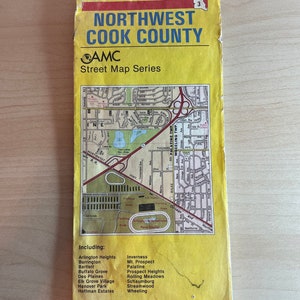 3
NORTHWEST
COOK COUNTY
AMC
Street Map Series
Including:
Arlington Heights
Barrington
Bartlett
Buffalo Grove
Des Plaines
Elk Grove Village
Hanover Park
Hoffman Estates
Inverness
Mt. Prospect
Palatine
Prospect Heights
Rolling Meadows
Schaumburg
Streamwood
Wheeling